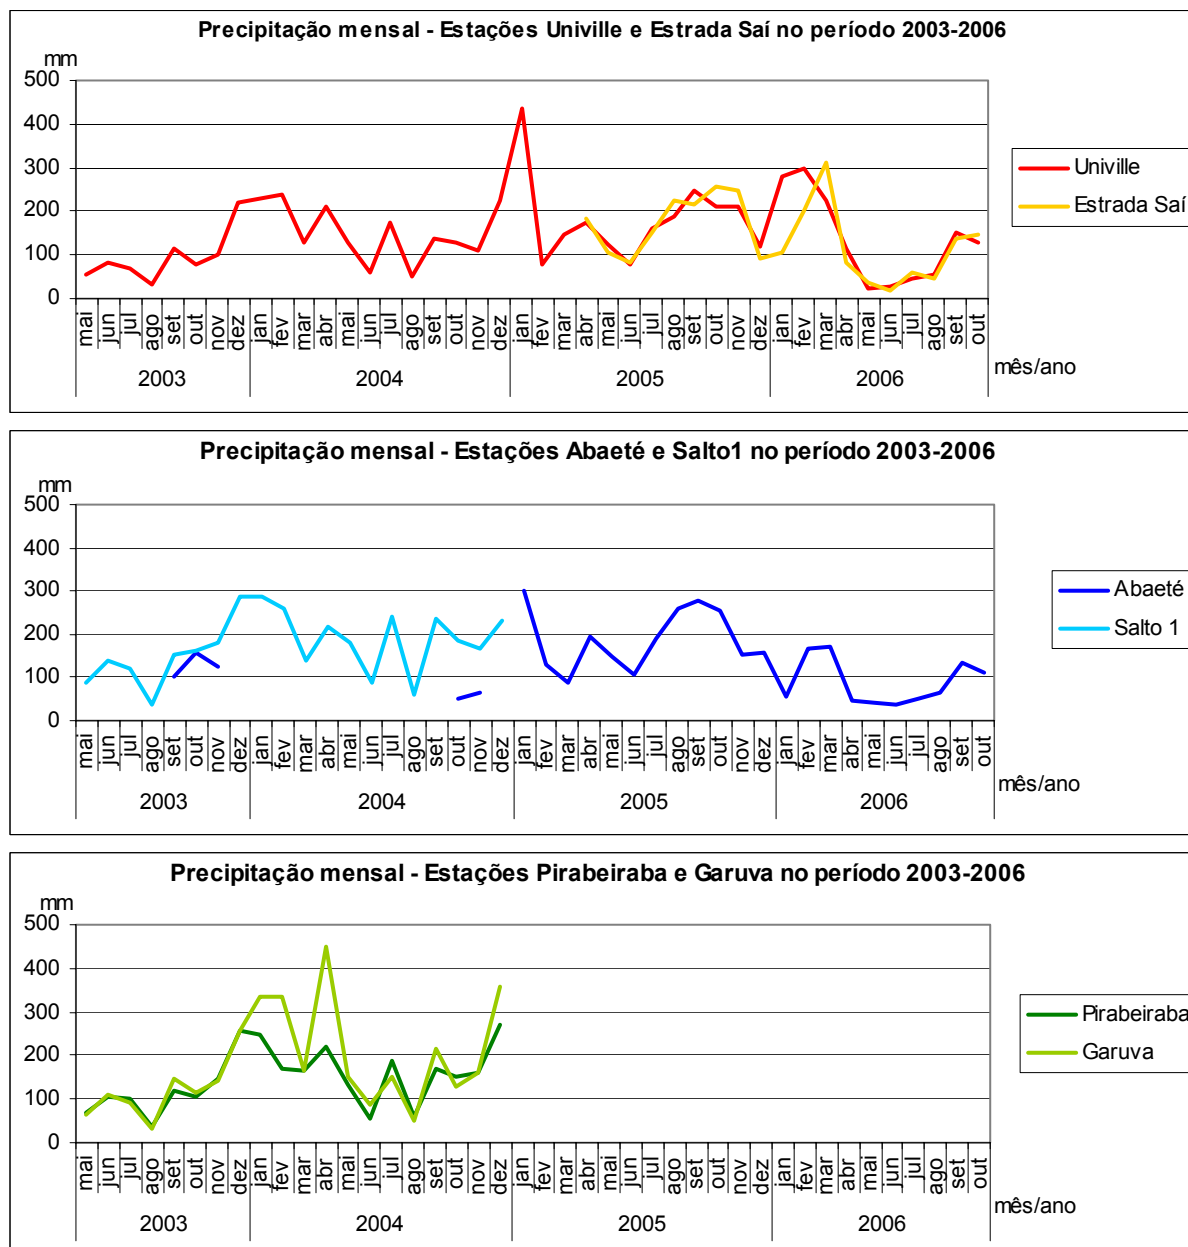 Precipitação mensal - Estações Univille e Estrada Saí no período 2003-2006
mm
500
400
300
200
100
0
Univille
Estrada Saí
mai jun jul ago set out nov dez jan fev mar abr mai jun jul ago set out nov dez jan fev mar abr mai jun jul ago set out nov dez jan fev mar abr mai jun jul ago set out
mês/ano
2003 2004 2005 2006
Precipitação mensal - Estações Abaeté e Salto1 no período 2003-2006
mm
500
400
300
200
100
0
Abaeté
Salto 1
mai jun jul ago set out nov dez jan fev mar abr mai jun jul ago set out nov dez jan fev mar abr mai jun jul ago set out nov dez jan fev mar abr mai jun jul ago set out
mês/ano
2003 2004 2005 2006
Precipitação mensal - Estações Pirabeiraba e Garuva no período 2003-2006
mm
500
400
300
200
100
0
Pirabeiraba
Garuva
mai jun jul ago set out nov dez jan fev mar abr mai jun jul ago set out nov dez jan fev mar abr mai jun jul ago set out nov dez jan fev mar abr mai jun jul ago set out
mês/ano
2003 2004 2005 2006